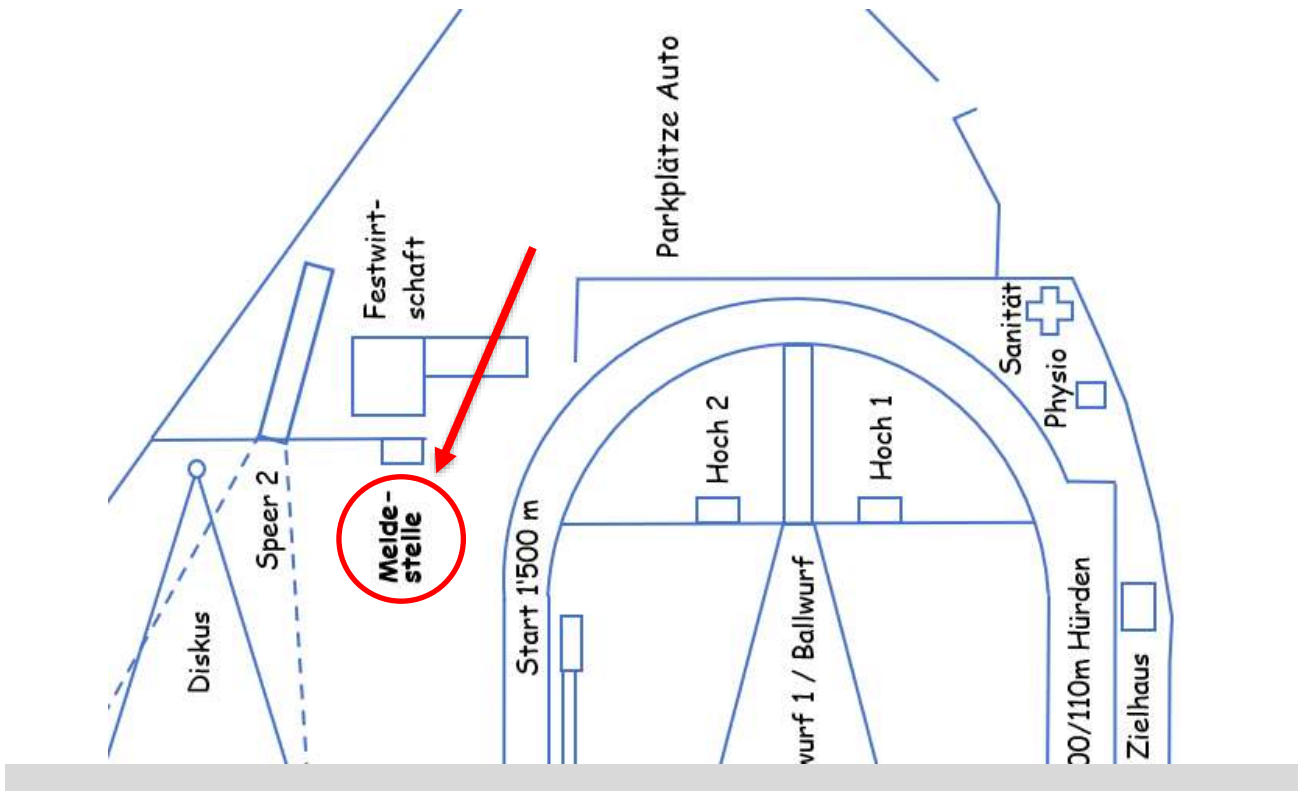 Parkplätze Auto
Festwirt-
schaft
Sanität
Physio
Hoch 2
Hoch 1
Speer 2
Melde-
stelle
Start 1'500 m
Diskus
wurf 1 / Ballwurf
00/110m Hürden
Zielhaus